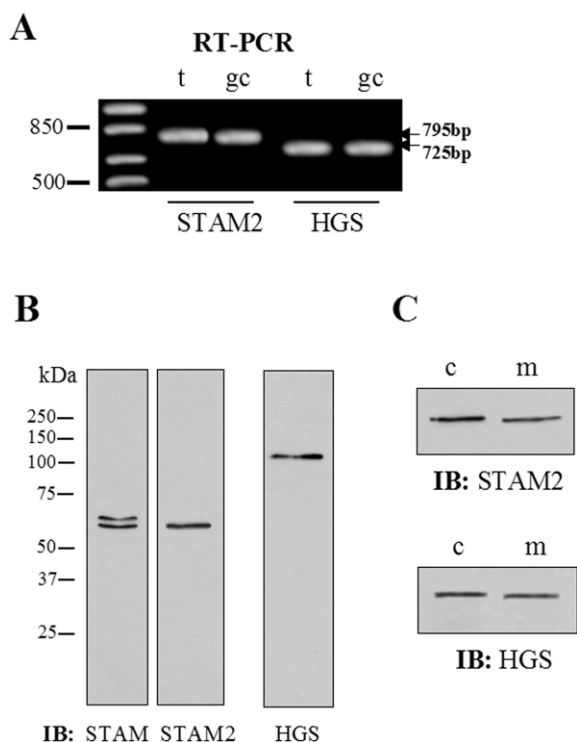 A
RT-PCR
t gc t gc
850
795bp
725bp
500
STAM2 HGS
B
kDa
250
150
100
75
50
37
25
IB: STAM STAM2 HGS
C
c m
IB: STAM2
c m
IB: HGS